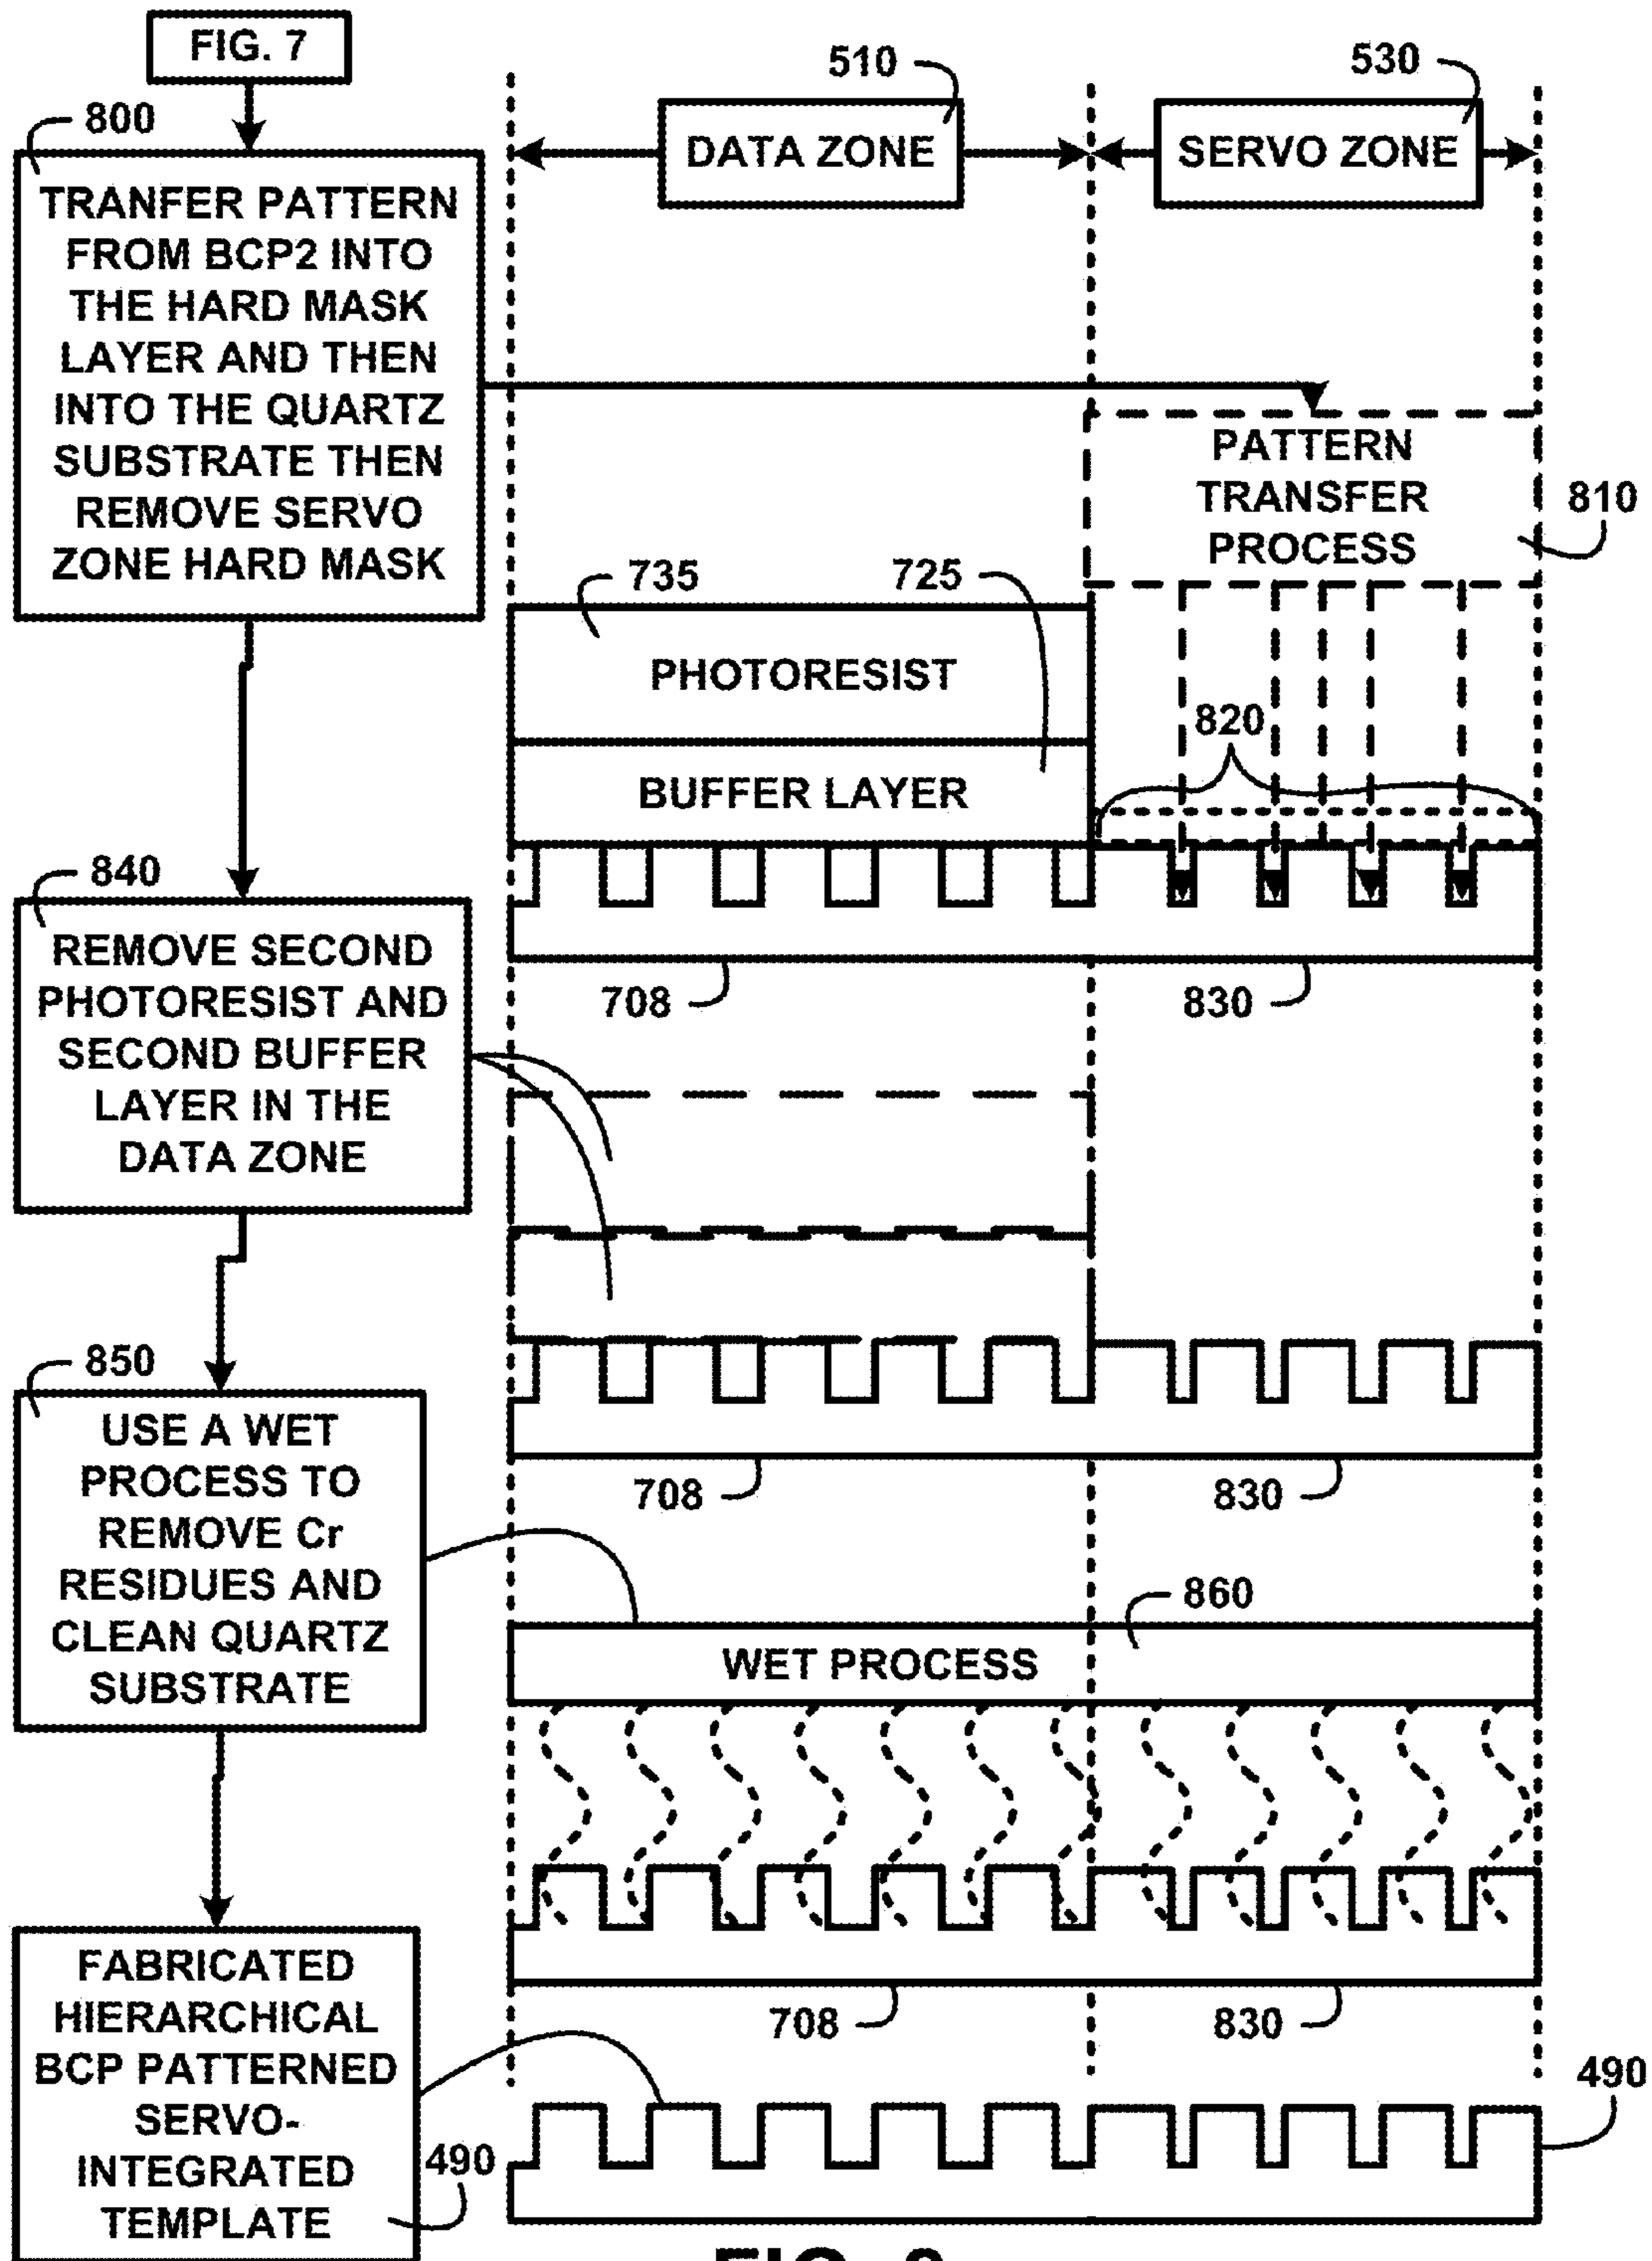 FIG. 7
510
530
800
DATA ZONE
SERVO ZONE
TRANFER PATTERN
FROM BCP2 INTO
THE HARD MASK
LAYER AND THEN
INTO THE QUARTZ
SUBSTRATE THEN
REMOVE SERVO
ZONE HARD MASK
PATTERN
TRANSFER
PROCESS
810
735
725
PHOTORESIST
820
BUFFER LAYER
840
REMOVE SECOND
PHOTORESIST AND
SECOND BUFFER
LAYER IN THE
DATA ZONE
708
830
850
USE A WET
PROCESS TO
REMOVE Cr
RESIDUES AND
CLEAN QUARTZ
SUBSTRATE
708
830
860
WET PROCESS
FABRICATED
HIERARCHICAL
BCP PATTERNED
SERVO-
INTEGRATED
TEMPLATE
490
708
830
490